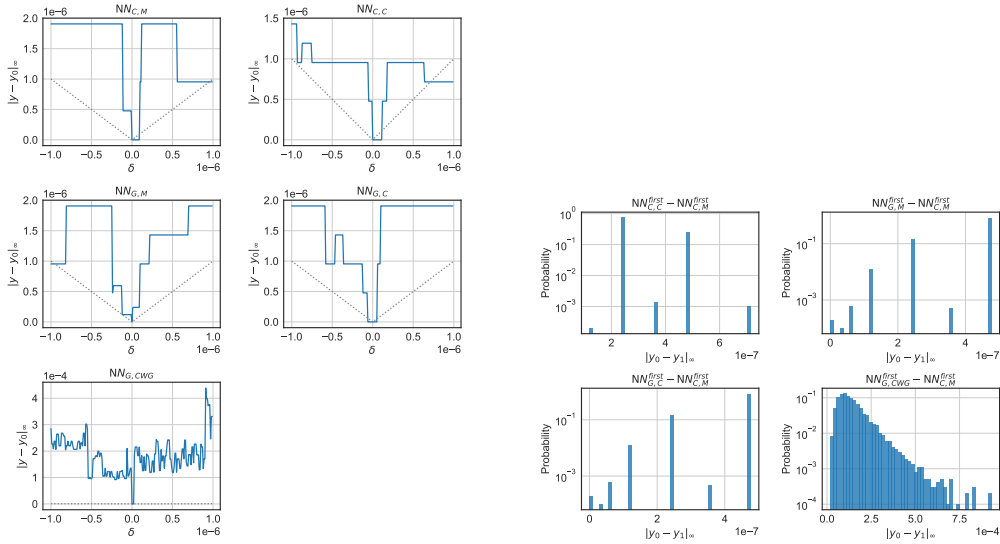 NN_{C,M}
1e−6
2.0
1.5
1.0
0.5
0.0
|y − y_0|_∞
−1.0 −0.5 0.0 0.5 1.0
δ
1e−6
NN_{C,C}
1e−6
1.5
1.0
0.5
0.0
|y − y_0|_∞
−1.0 −0.5 0.0 0.5 1.0
δ
1e−6
NN_{G,M}
1e−6
2.0
1.5
1.0
0.5
0.0
|y − y_0|_∞
−1.0 −0.5 0.0 0.5 1.0
δ
1e−6
NN_{G,C}
1e−6
2.0
1.5
1.0
0.5
0.0
|y − y_0|_∞
−1.0 −0.5 0.0 0.5 1.0
δ
1e−6
NN_{G,CWG}
1e−4
4
3
2
1
0
|y − y_0|_∞
−1.0 −0.5 0.0 0.5 1.0
δ
1e−6
NN^{first}_{C,C} − NN^{first}_{C,M}
10^0
10^{−1}
10^{−2}
10^{−3}
Probability
2 4 6
|y_0 − y_1|_∞
1e−7
NN^{first}_{G,M} − NN^{first}_{C,M}
10^{−1}
10^{−3}
Probability
0 2 4
|y_0 − y_1|_∞
1e−7
NN^{first}_{G,C} − NN^{first}_{C,M}
10^{−1}
10^{−3}
Probability
0 2 4
|y_0 − y_1|_∞
1e−7
NN^{first}_{G,CWG} − NN^{first}_{C,M}
10^{−1}
10^{−2}
10^{−3}
10^{−4}
Probability
0.0 2.5 5.0 7.5
|y_0 − y_1|_∞
1e−4